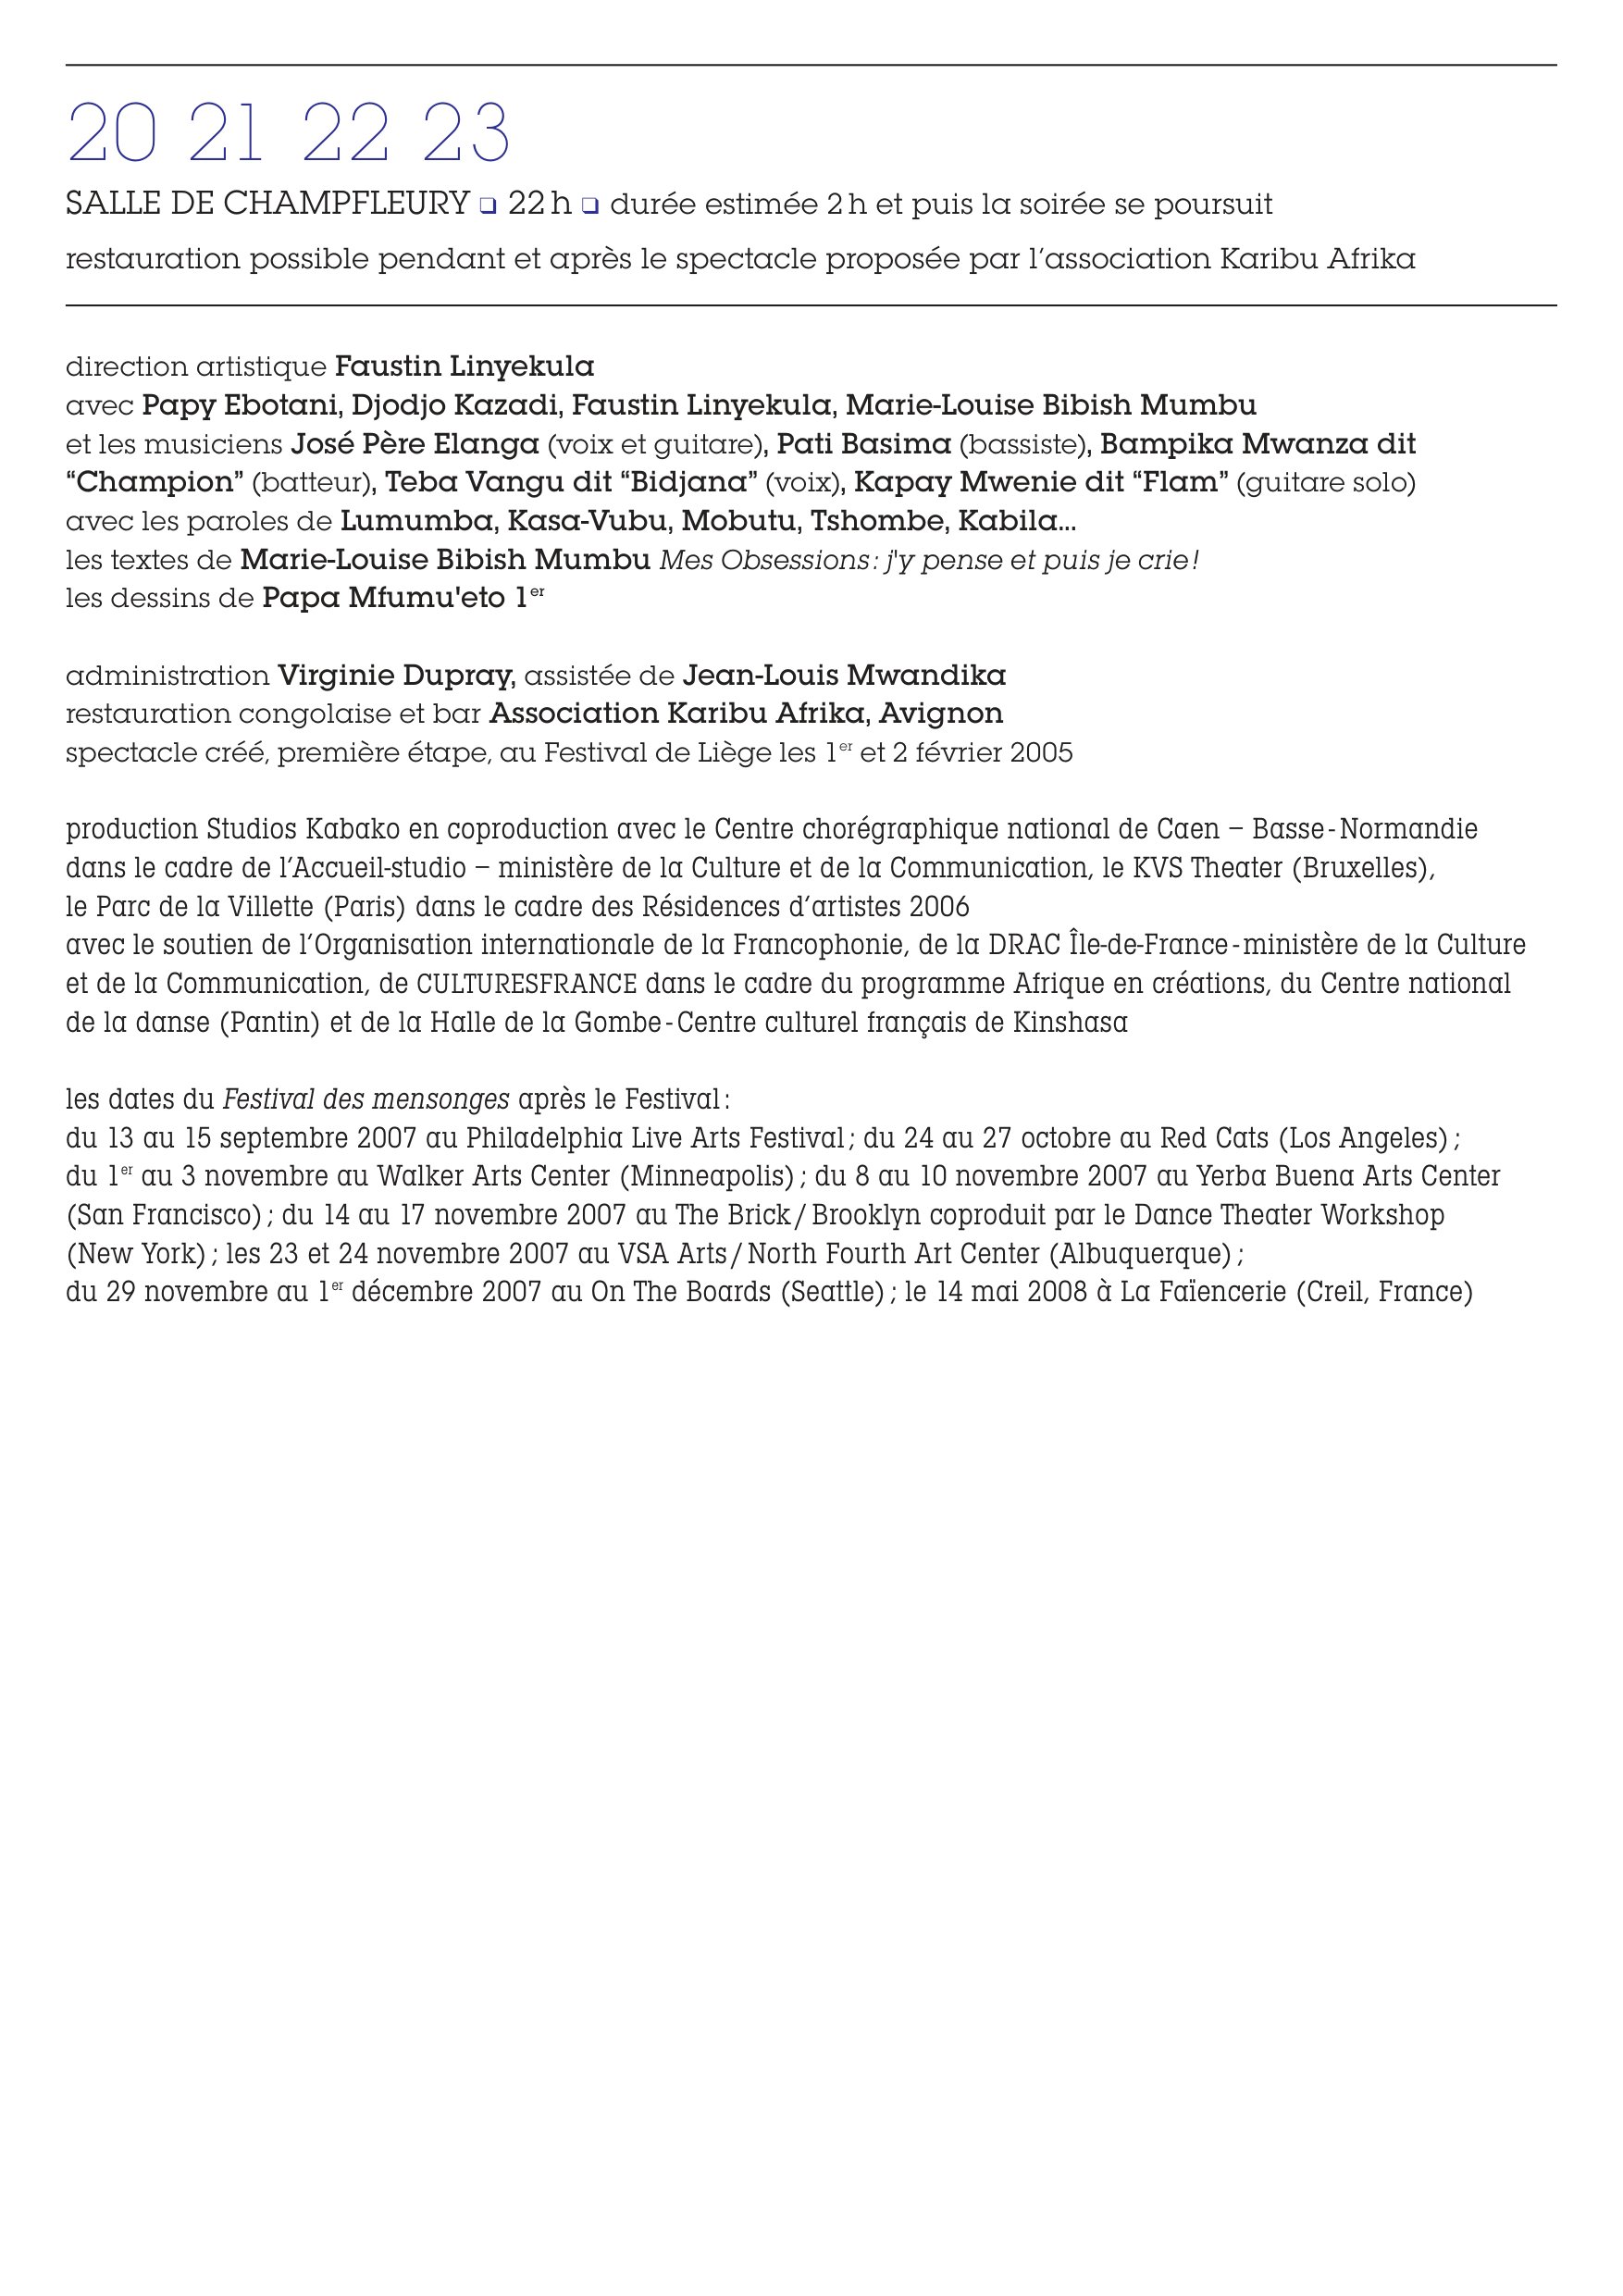 20 21 22 23
SALLE DE CHAMPFLEURY ❑ 22 h ❑ durée estimée 2 h et puis la soirée se poursuit
restauration possible pendant et après le spectacle proposée par l’association Karibu Afrika
direction artistique Faustin Linyekula
avec Papy Ebotani, Djodjo Kazadi, Faustin Linyekula, Marie-Louise Bibish Mumbu
et les musiciens José Père Elanga (voix et guitare), Pati Basima (bassiste), Bampika Mwanza dit
“Champion” (batteur), Teba Vangu dit “Bidjana” (voix), Kapay Mwenie dit “Flam” (guitare solo)
avec les paroles de Lumumba, Kasa-Vubu, Mobutu, Tshombe, Kabila...
les textes de Marie-Louise Bibish Mumbu Mes Obsessions : j'y pense et puis je crie !
les dessins de Papa Mfumu'eto 1er
administration Virginie Dupray, assistée de Jean-Louis Mwandika
restauration congolaise et bar Association Karibu Afrika, Avignon
spectacle créé, première étape, au Festival de Liège les 1er et 2 février 2005
production Studios Kabako en coproduction avec le Centre chorégraphique national de Caen – Basse-Normandie
dans le cadre de l’Accueil-studio – ministère de la Culture et de la Communication, le KVS Theater (Bruxelles),
le Parc de la Villette (Paris) dans le cadre des Résidences d’artistes 2006
avec le soutien de l’Organisation internationale de la Francophonie, de la DRAC Île-de-France-ministère de la Culture
et de la Communication, de CULTURESFRANCE dans le cadre du programme Afrique en créations, du Centre national
de la danse (Pantin) et de la Halle de la Gombe-Centre culturel français de Kinshasa
les dates du Festival des mensonges après le Festival :
du 13 au 15 septembre 2007 au Philadelphia Live Arts Festival ; du 24 au 27 octobre au Red Cats (Los Angeles) ;
du 1er au 3 novembre au Walker Arts Center (Minneapolis) ; du 8 au 10 novembre 2007 au Yerba Buena Arts Center
(San Francisco) ; du 14 au 17 novembre 2007 au The Brick / Brooklyn coproduit par le Dance Theater Workshop
(New York) ; les 23 et 24 novembre 2007 au VSA Arts / North Fourth Art Center (Albuquerque) ;
du 29 novembre au 1er décembre 2007 au On The Boards (Seattle) ; le 14 mai 2008 à La Faïencerie (Creil, France)